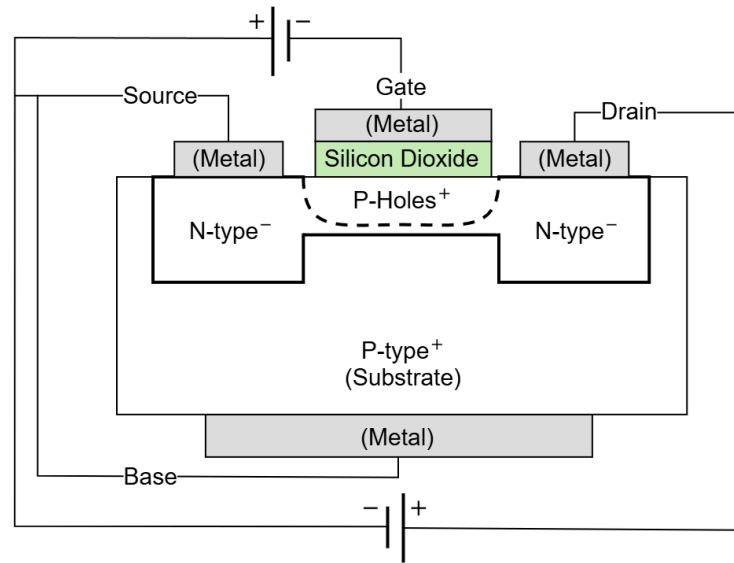 + −
Gate
Source
Drain
(Metal)
(Metal)
Silicon Dioxide
(Metal)
P-Holes⁺
N-type⁻
N-type⁻
P-type⁺
(Substrate)
(Metal)
Base
− +